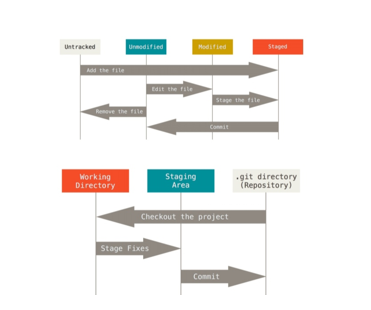 Untracked
Unmodified
Modified
Staged
Add the file
Edit the file
Stage the file
Remove the file
Commit
Working
Directory
Staging
Area
.git directory
(Repository)
Checkout the project
Stage Fixes
Commit